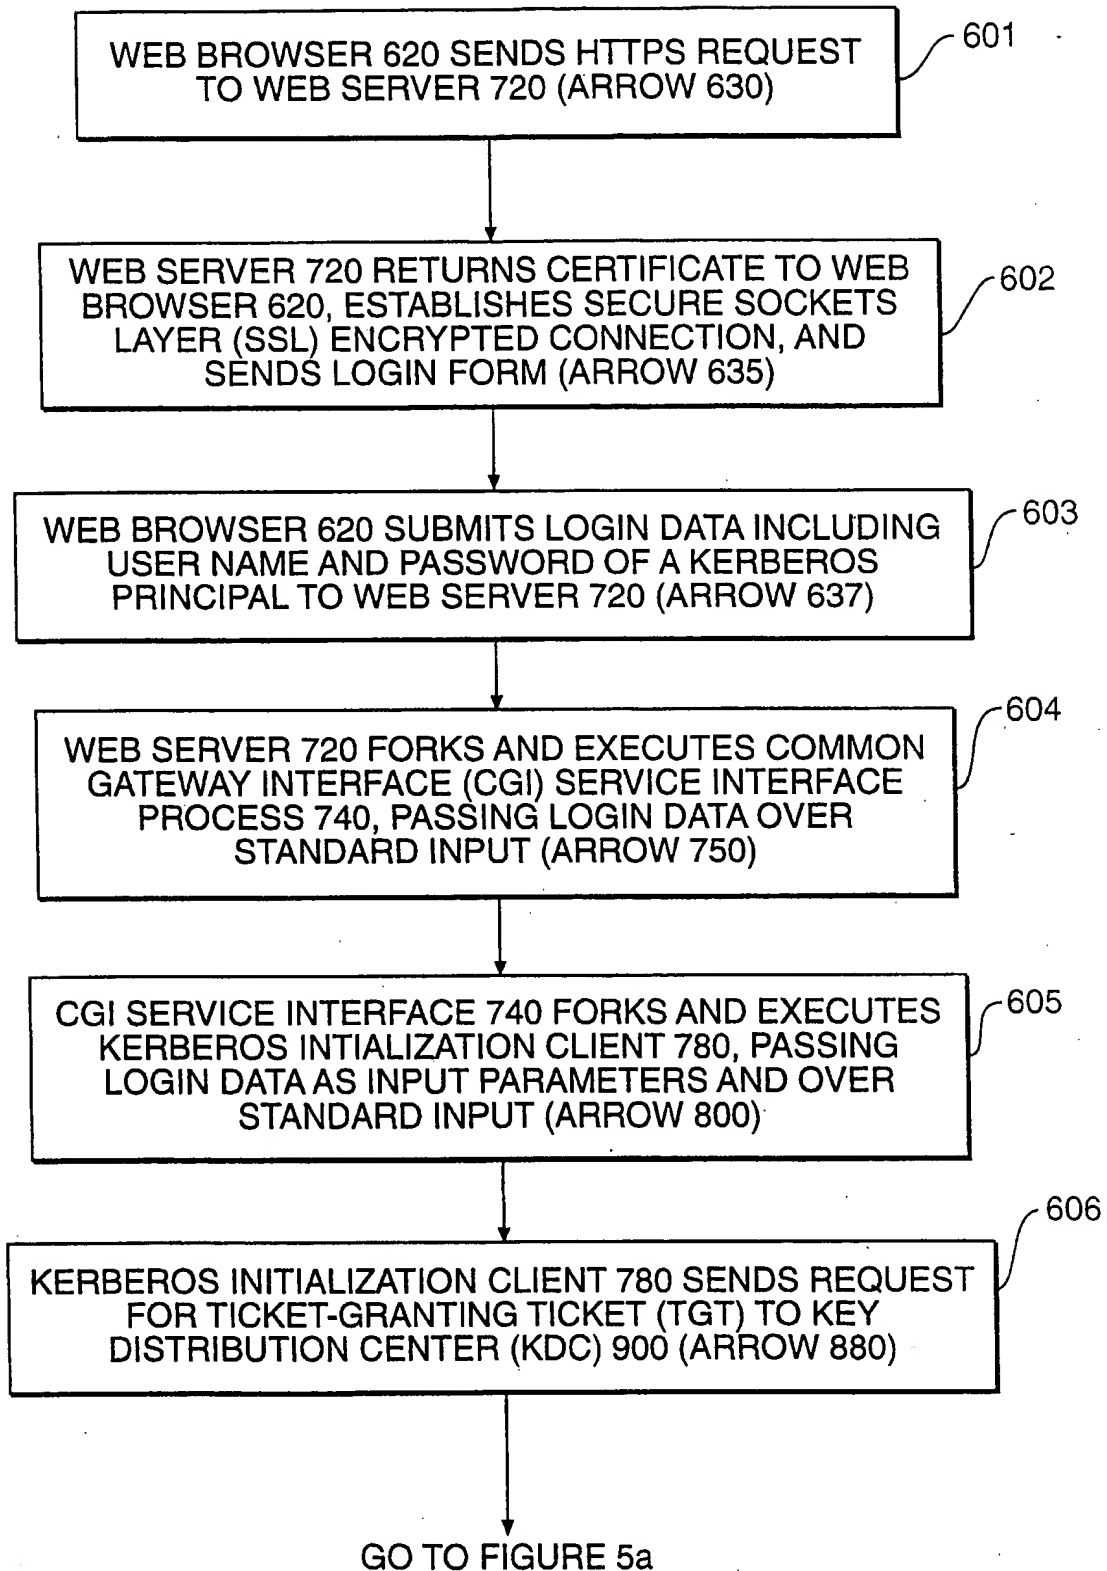 WEB BROWSER 620 SENDS HTTPS REQUEST
TO WEB SERVER 720 (ARROW 630)
601
WEB SERVER 720 RETURNS CERTIFICATE TO WEB
BROWSER 620, ESTABLISHES SECURE SOCKETS
LAYER (SSL) ENCRYPTED CONNECTION, AND
SENDS LOGIN FORM (ARROW 635)
602
WEB BROWSER 620 SUBMITS LOGIN DATA INCLUDING
USER NAME AND PASSWORD OF A KERBEROS
PRINCIPAL TO WEB SERVER 720 (ARROW 637)
603
WEB SERVER 720 FORKS AND EXECUTES COMMON
GATEWAY INTERFACE (CGI) SERVICE INTERFACE
PROCESS 740, PASSING LOGIN DATA OVER
STANDARD INPUT (ARROW 750)
604
CGI SERVICE INTERFACE 740 FORKS AND EXECUTES
KERBEROS INTIALIZATION CLIENT 780, PASSING
LOGIN DATA AS INPUT PARAMETERS AND OVER
STANDARD INPUT (ARROW 800)
605
KERBEROS INITIALIZATION CLIENT 780 SENDS REQUEST
FOR TICKET-GRANTING TICKET (TGT) TO KEY
DISTRIBUTION CENTER (KDC) 900 (ARROW 880)
606
GO TO FIGURE 5a